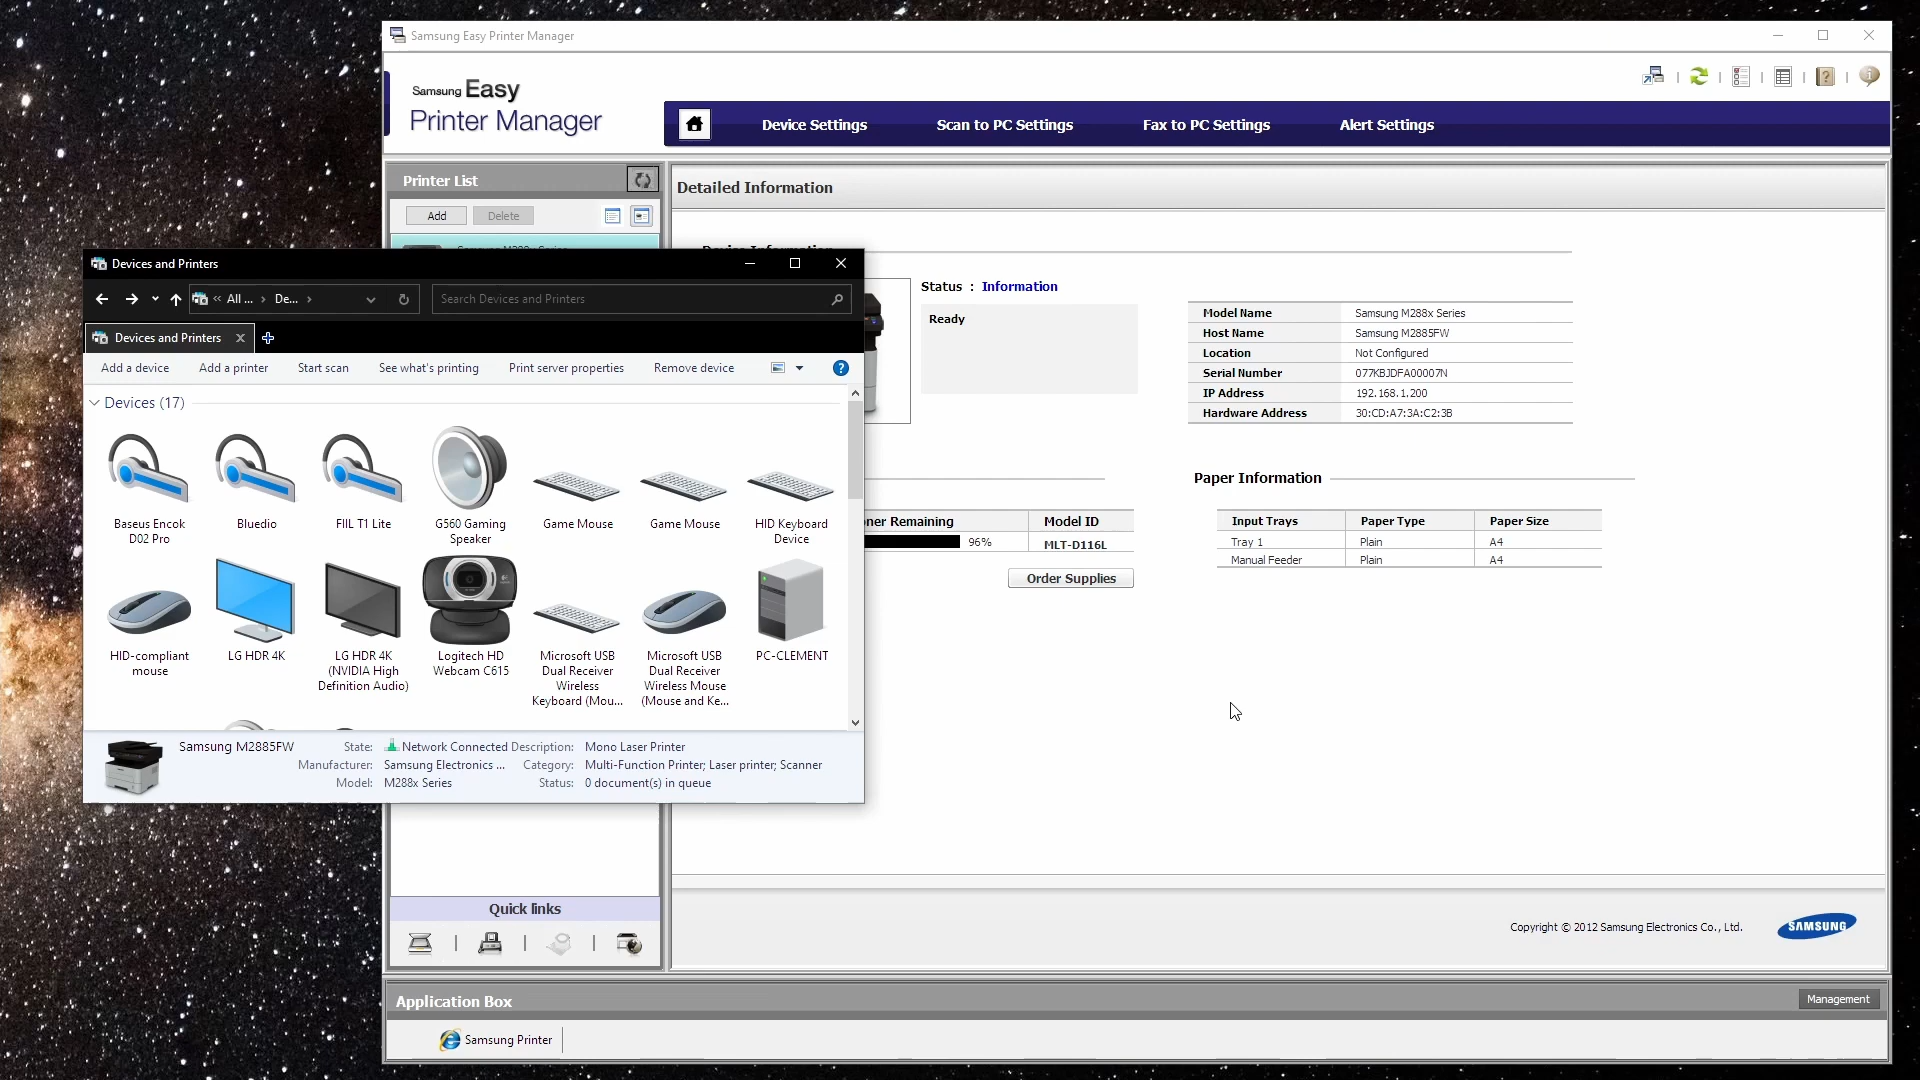 Samsung Easy Printer Manager
Samsung Easy
Printer Manager
Device Settings
Scan to PC Settings
Fax to PC Settings
Alert Settings
Printer List
Add
Delete
Detailed Information
Status : Information
Ready
Model Name Samsung M288x Series
Host Name Samsung M2885FW
Location Not Configured
Serial Number 077KBJDFA00007N
IP Address 192.168.1.200
Hardware Address 30:CD:A7:3A:C2:3B
Remaining
Model ID
96%
MLT-D116L
Order Supplies
Paper Information
Input Trays Paper Type Paper Size
Tray 1 Plain A4
Manual Feeder Plain A4
Devices and Printers
« All ... > De... >
Search Devices and Printers
Devices and Printers
Add a device
Add a printer
Start scan
See what's printing
Print server properties
Remove device
Devices (17)
Baseus Encok
D02 Pro
Bluedio
FIIL T1 Lite
G560 Gaming
Speaker
Game Mouse
Game Mouse
HID Keyboard
Device
HID-compliant
mouse
LG HDR 4K
LG HDR 4K
(NVIDIA High
Definition Audio)
Logitech HD
Webcam C615
Microsoft USB
Dual Receiver
Wireless
Keyboard (Mou...
Microsoft USB
Dual Receiver
Wireless Mouse
(Mouse and Ke...
PC-CLEMENT
Samsung M2885FW
State: Network Connected
Description: Mono Laser Printer
Manufacturer: Samsung Electronics ...
Category: Multi-Function Printer; Laser printer; Scanner
Model: M288x Series
Status: 0 document(s) in queue
Quick links
Copyright © 2012 Samsung Electronics Co., Ltd.
SAMSUNG
Application Box
Management
Samsung Printer